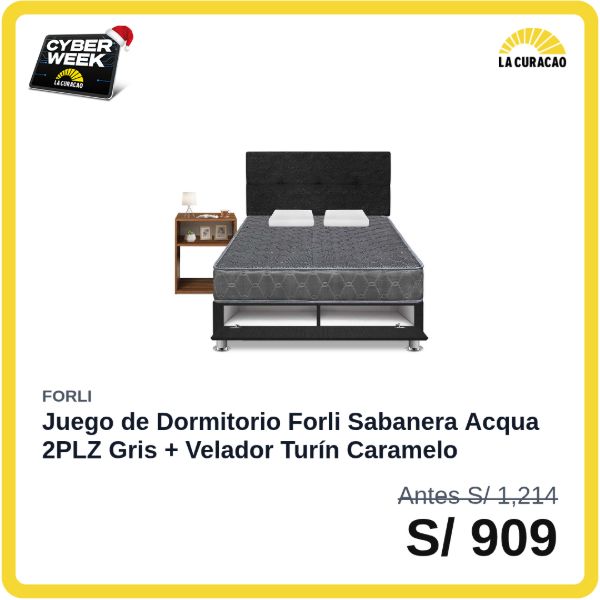 CYBER
WEEK
LA CURACAO
LA CURACAO
FORLI
Juego de Dormitorio Forli Sabanera Acqua
2PLZ Gris + Velador Turín Caramelo
Antes S/ 1,214
S/ 909